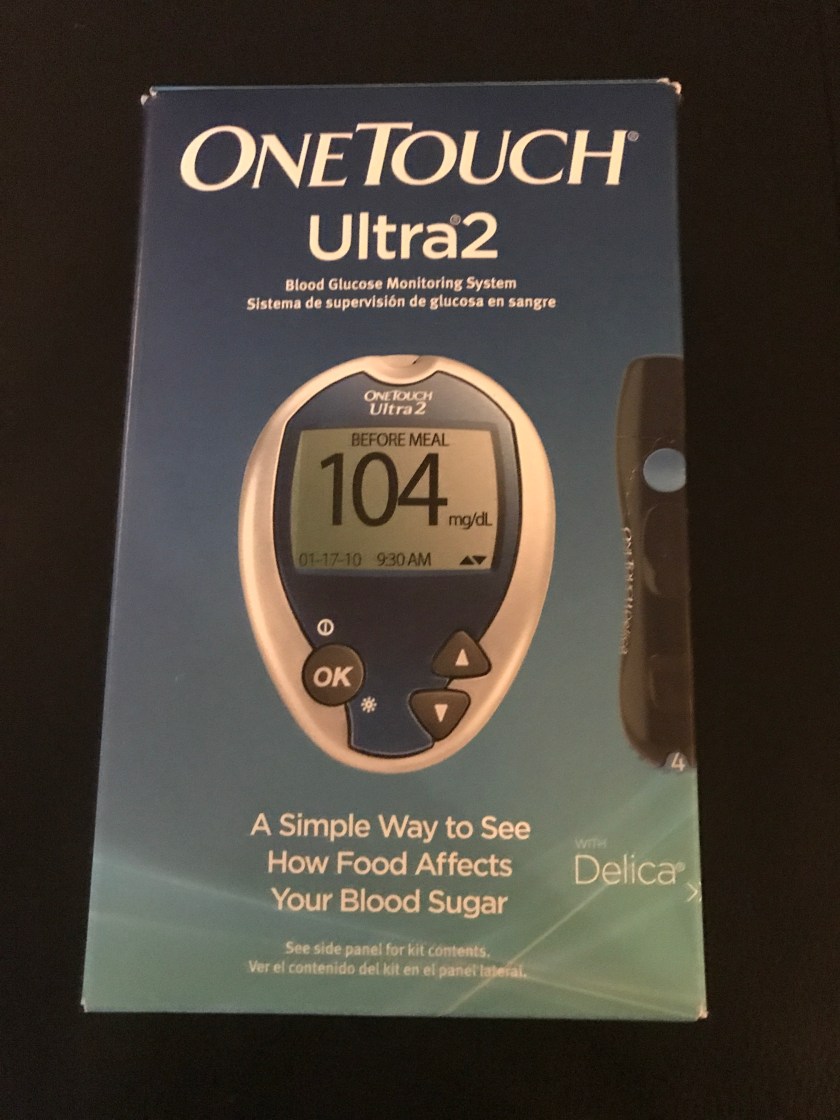 ONETOUCH®
Ultra®2
Blood Glucose Monitoring System
Sistema de supervisión de glucosa en sangre
ONETOUCH
Ultra 2
BEFORE MEAL
104
mg/dL
01-17-10 9:30 AM
OK
4
A Simple Way to See
How Food Affects
Your Blood Sugar
WITH
Delica®
See side panel for kit contents.
Ver el contenido del kit en el panel lateral.